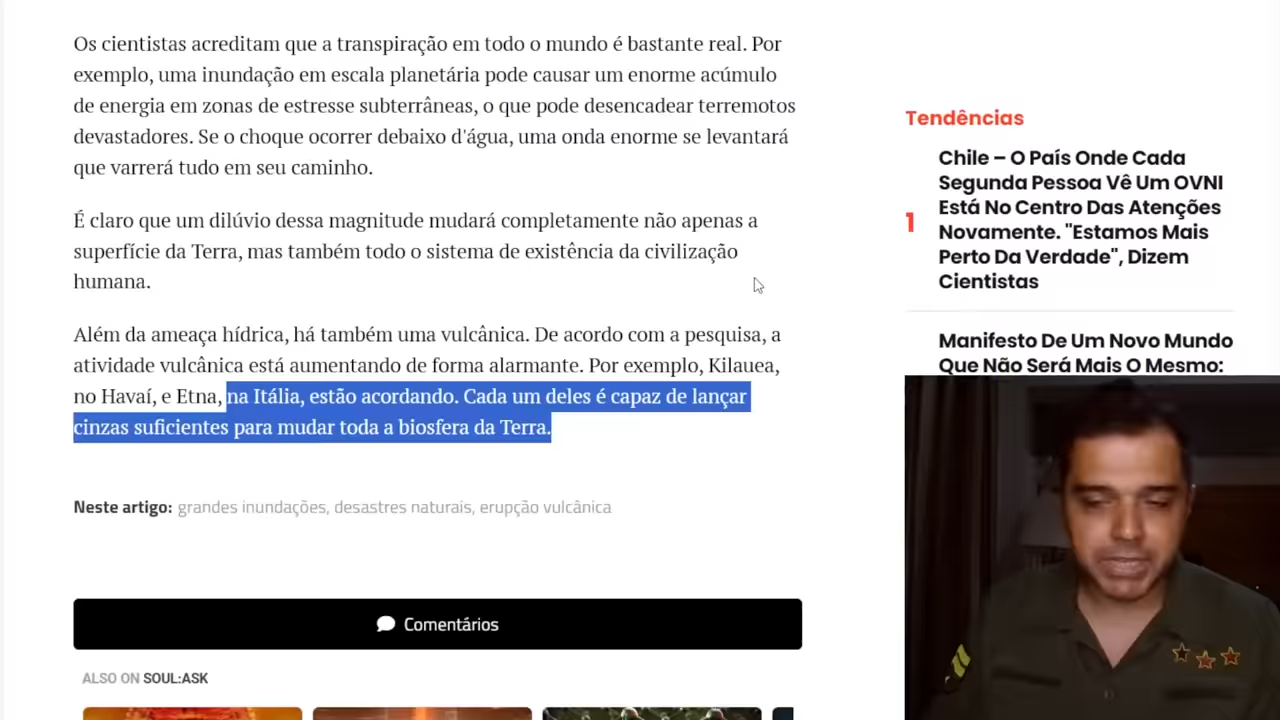 Os cientistas acreditam que a transpiração em todo o mundo é bastante real. Por
exemplo, uma inundação em escala planetária pode causar um enorme acúmulo
de energia em zonas de estresse subterrâneas, o que pode desencadear terremotos
devastadores. Se o choque ocorrer debaixo d'água, uma onda enorme se levantará
que varrerá tudo em seu caminho.
É claro que um dilúvio dessa magnitude mudará completamente não apenas a
superfície da Terra, mas também todo o sistema de existência da civilização
humana.
Além da ameaça hídrica, há também uma vulcânica. De acordo com a pesquisa, a
atividade vulcânica está aumentando de forma alarmante. Por exemplo, Kilauea,
no Havaí, e Etna, na Itália, estão acordando. Cada um deles é capaz de lançar
cinzas suficientes para mudar toda a biosfera da Terra.
Neste artigo: grandes inundações, desastres naturais, erupção vulcânica
Comentários
ALSO ON SOUL:ASK
Tendências
1
Chile – O País Onde Cada
Segunda Pessoa Vê Um OVNI
Está No Centro Das Atenções
Novamente. "Estamos Mais
Perto Da Verdade", Dizem
Cientistas
Manifesto De Um Novo Mundo
Que Não Será Mais O Mesmo: